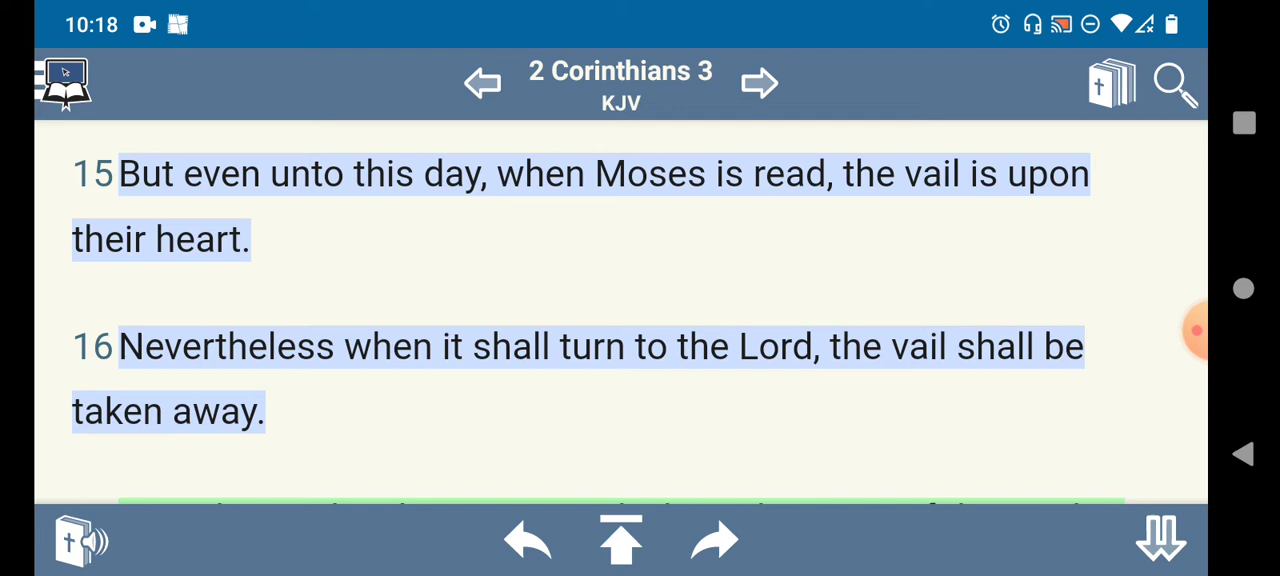 10:18
2 Corinthians 3
KJV
15 But even unto this day, when Moses is read, the vail is upon
their heart.
16 Nevertheless when it shall turn to the Lord, the vail shall be
taken away.